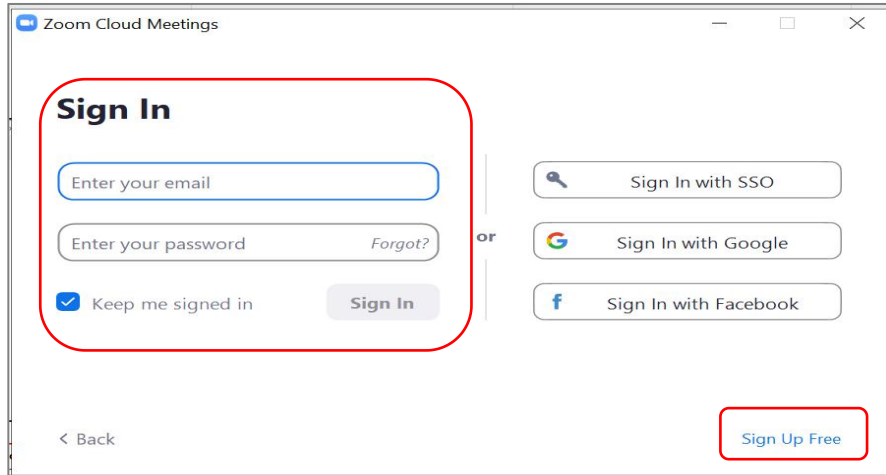 Zoom Cloud Meetings
Sign In
Enter your email
Enter your password Forgot?
Keep me signed in Sign In
or
Sign In with SSO
Sign In with Google
Sign In with Facebook
< Back
Sign Up Free